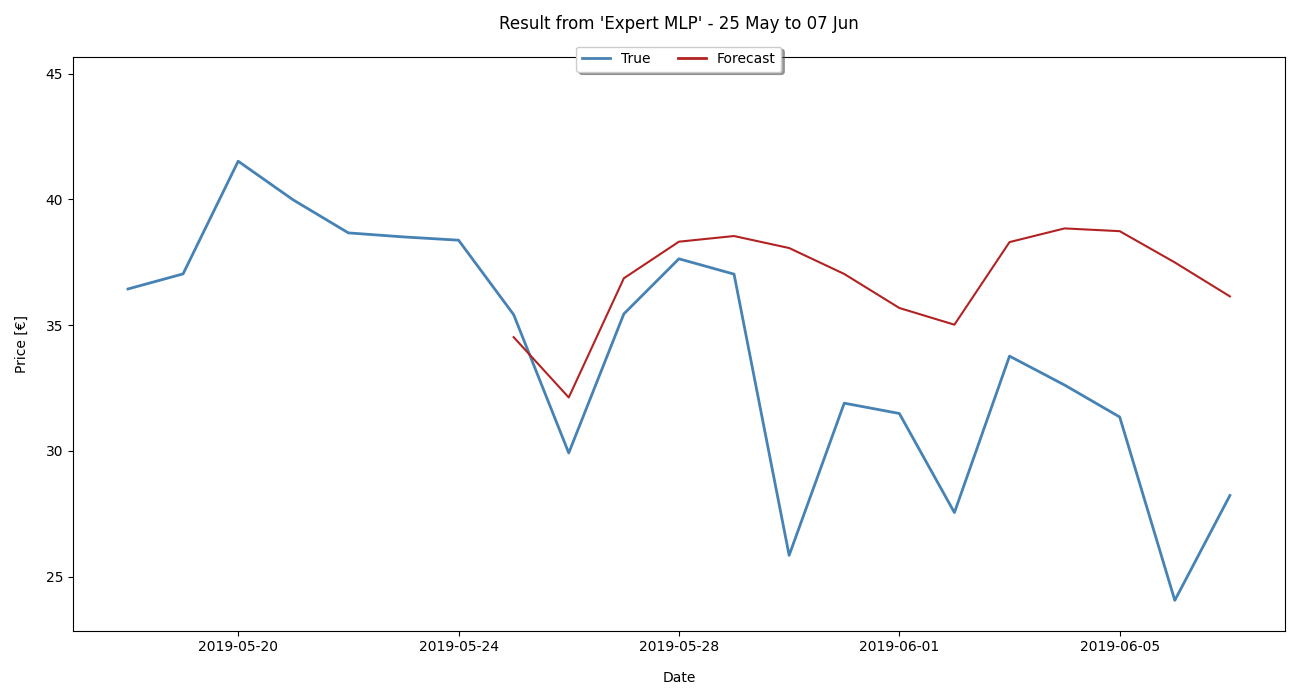 Result from 'Expert MLP' - 25 May to 07 Jun
True Forecast
45
40
35
30
25
Price [€]
2019-05-20 2019-05-24 2019-05-28 2019-06-01 2019-06-05
Date